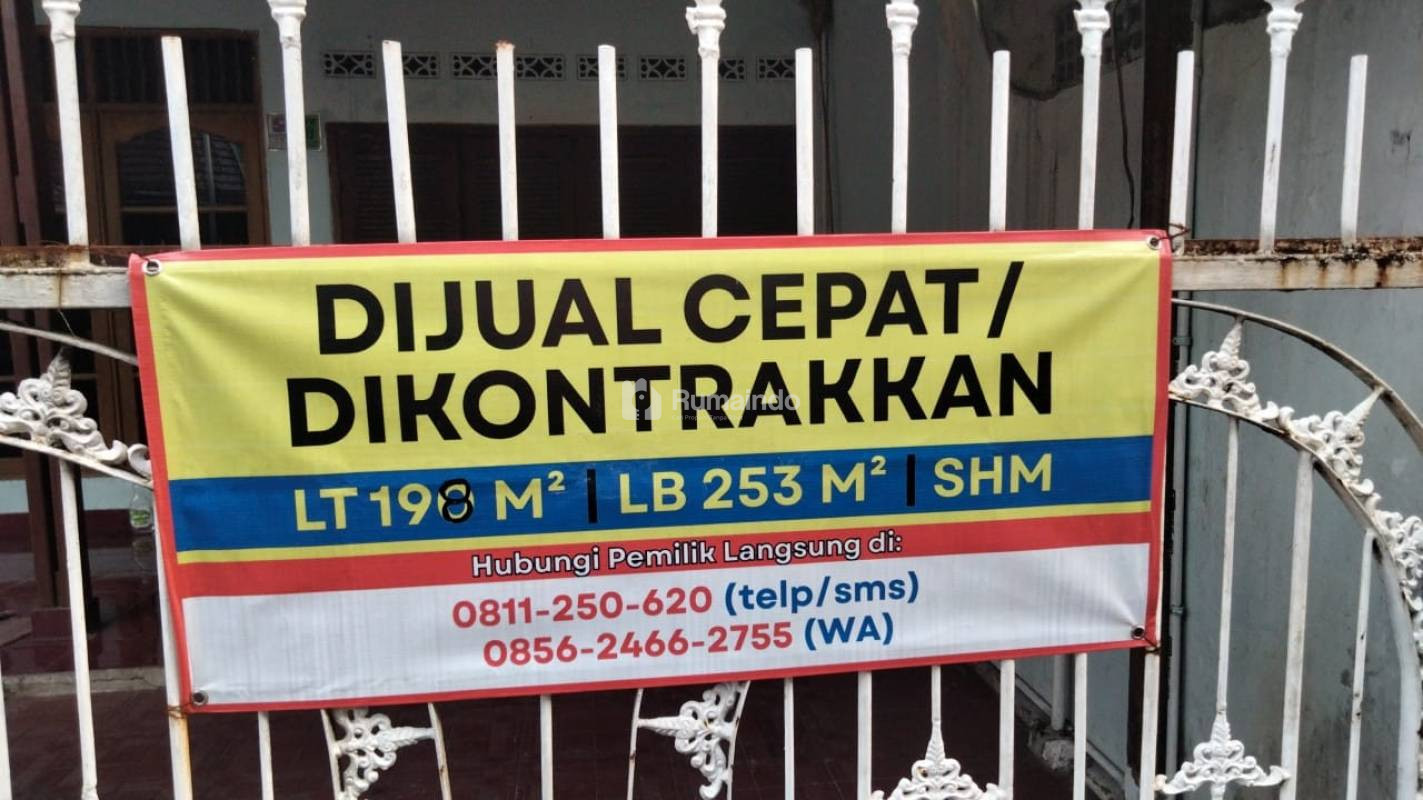 DIJUAL CEPAT/
DIKONTRAKKAN
Rumaindo
LT 198 M² | LB 253 M² | SHM
Hubungi Pemilik Langsung di:
0811-250-620 (telp/sms)
0856-2466-2755 (WA)